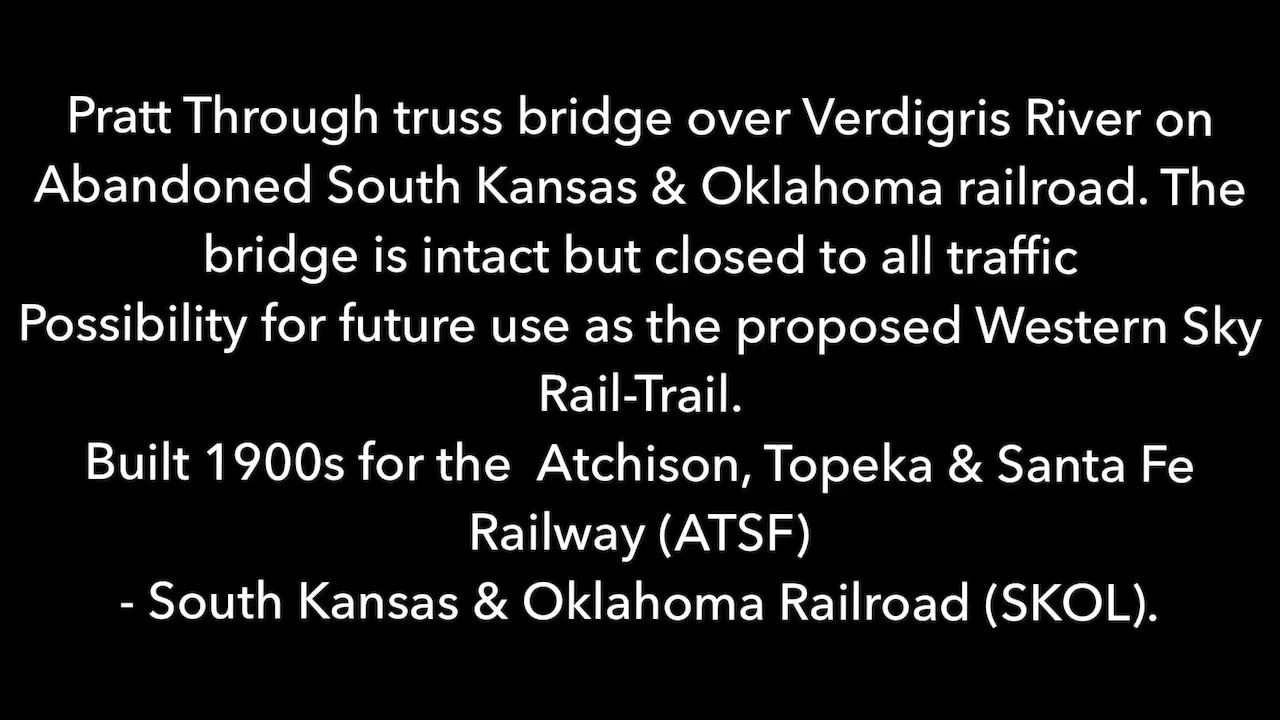 Pratt Through truss bridge over Verdigris River on
Abandoned South Kansas & Oklahoma railroad. The
bridge is intact but closed to all traffic
Possibility for future use as the proposed Western Sky
Rail-Trail.
Built 1900s for the  Atchison, Topeka & Santa Fe
Railway (ATSF)
- South Kansas & Oklahoma Railroad (SKOL).